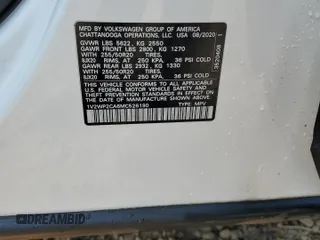 MFD BY VOLKSWAGEN GROUP OF AMERICA
CHATTANOOGA OPERATIONS, LLC USA 08/2020
GVWR LBS 5622, KG 2550
GAWR FRONT LBS 2800 KG 1270
WITH 255/50R20 TIRES,
8JX20 RIMS, AT 250 KPA, 36 PSI COLD
GAWR REAR LBS 2932 KG 1330
WITH 255/50R20 TIRES,
8JX20 RIMS, AT 250 KPA, 36 PSI COLD
THIS VEHICLE CONFORMS TO ALL APPLICABLE
U.S. FEDERAL MOTOR VEHICLE SAFETY AND
THEFT PREVENTION STANDARDS IN EFFECT ON
THE DATE OF MANUFACTURE SHOWN ABOVE.
1V2WP2CA8MC526190 TYPE: MPV
AUTOBIDMASTER